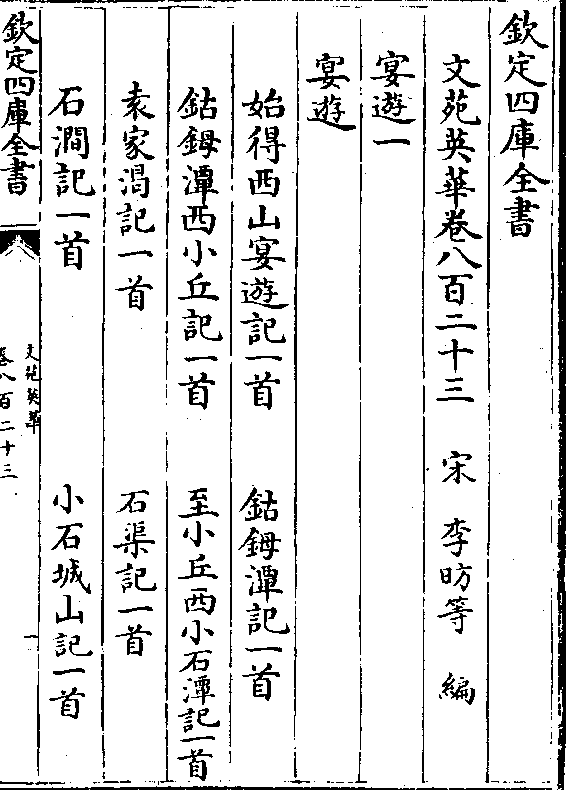 欽定四庫全書
文苑英華卷八百二十三　宋　李昉等　編
宴遊一
宴遊
始得西山宴遊記一首　鈷鉧潭記一首
鈷鉧潭西小丘記一首　至小丘西小石潭記一首
袁家渴記一首　石渠記一首
石澗記一首　小石城山記一首
欽定四庫全書
文苑英華
卷八百二十三
一